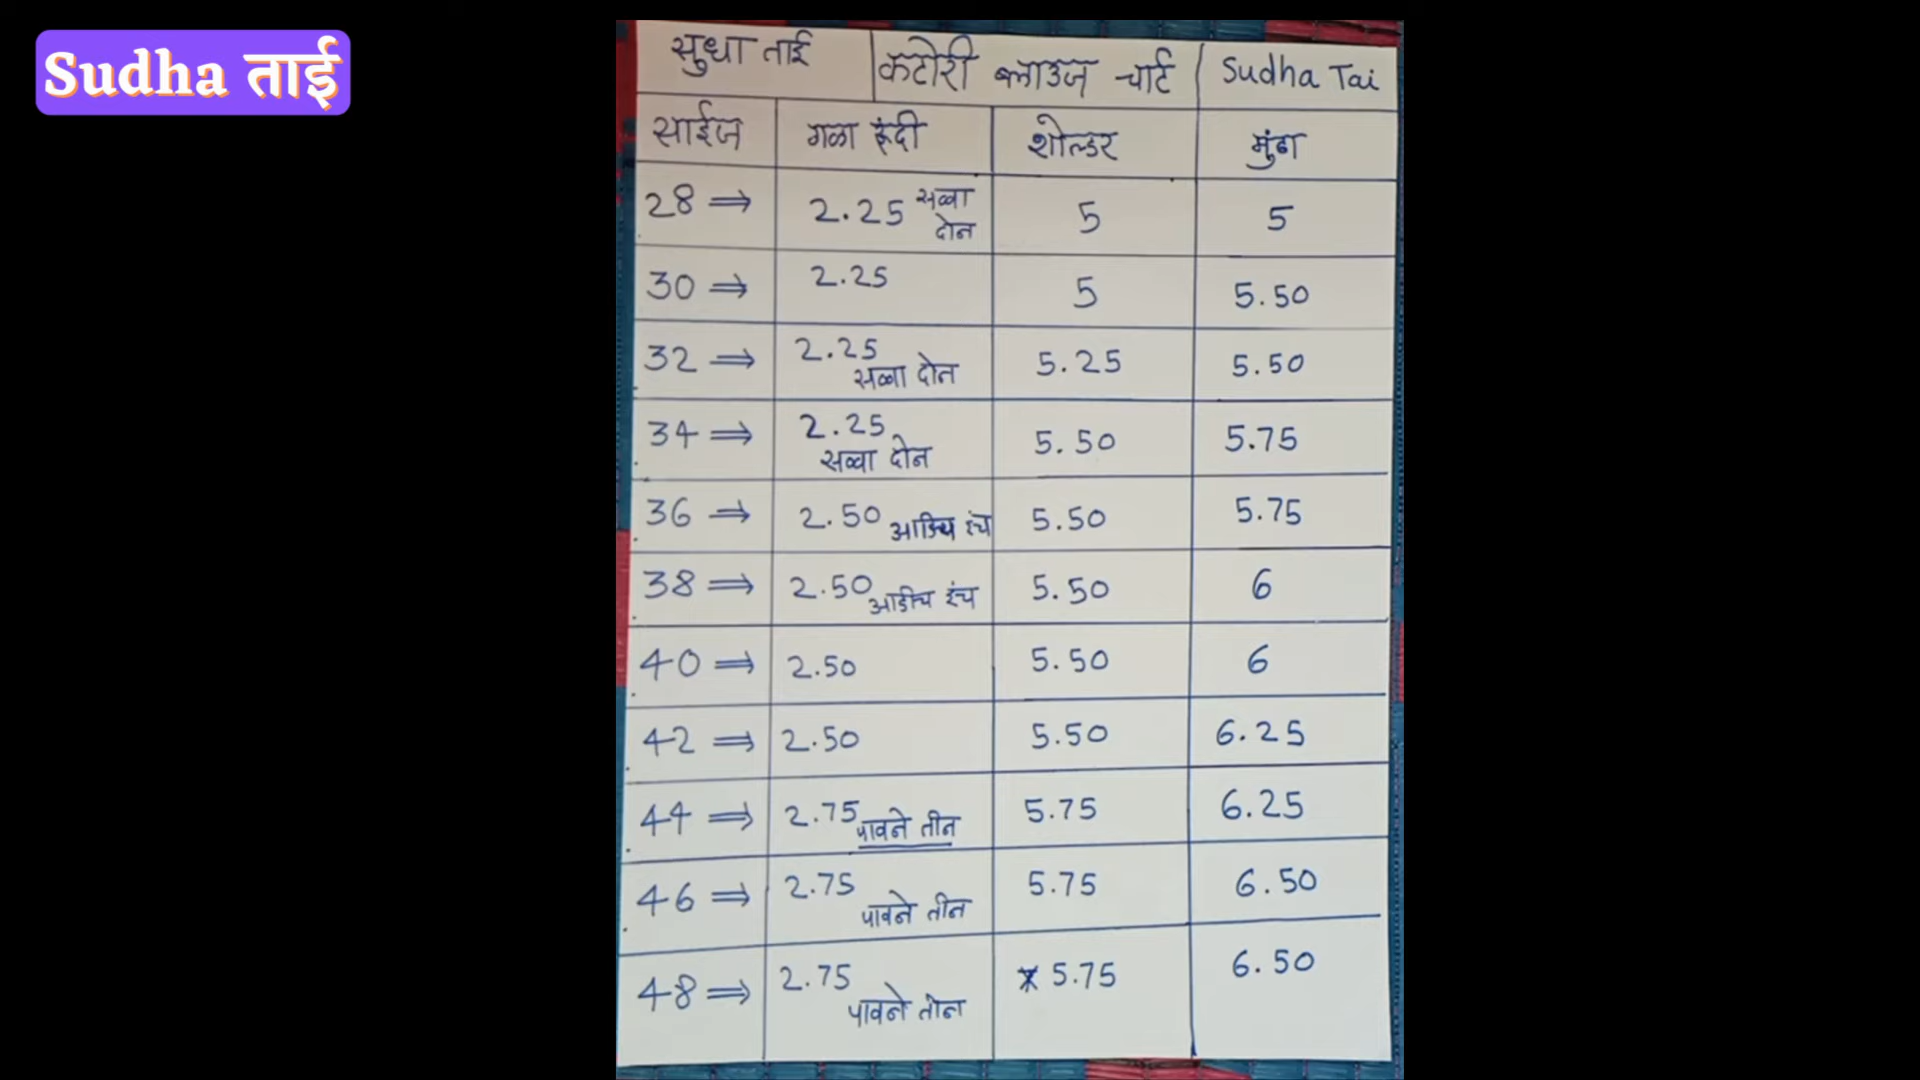 Sudha ताई
सुधा ताई कटोरी ब्लाउज चार्ट Sudha Tai
साईज गळा रूंदी शोल्डर मुंढा
28 ⇒ 2.25 सव्वा दोन 5 5
30 ⇒ 2.25 5 5.50
32 ⇒ 2.25 सव्वा दोन 5.25 5.50
34 ⇒ 2.25 सव्वा दोन 5.50 5.75
36 ⇒ 2.50 आडिच इंच 5.50 5.75
38 ⇒ 2.50 आडीच इंच 5.50 6
40 ⇒ 2.50 5.50 6
42 ⇒ 2.50 5.50 6.25
44 ⇒ 2.75 पावने तीन 5.75 6.25
46 ⇒ 2.75 पावने तीन 5.75 6.50
48 ⇒ 2.75 पावने तीन 5.75 6.50